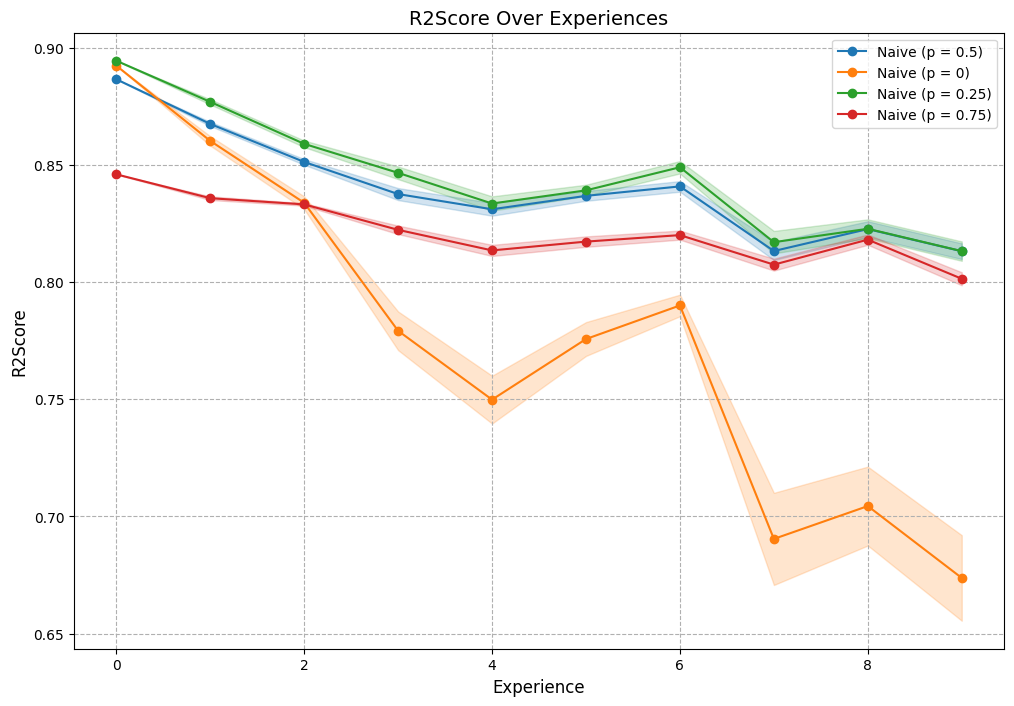 R2Score Over Experiences
R2Score
0.90
0.85
0.80
0.75
0.70
0.65
0 2 4 6 8
Experience
Naive (p = 0.5)
Naive (p = 0)
Naive (p = 0.25)
Naive (p = 0.75)